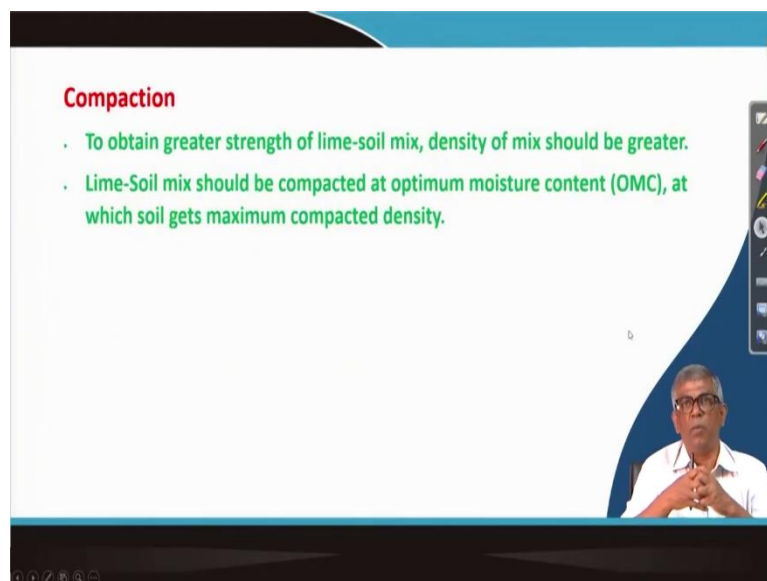 Compaction
• To obtain greater strength of lime-soil mix, density of mix should be greater.
• Lime-Soil mix should be compacted at optimum moisture content (OMC), at
which soil gets maximum compacted density.